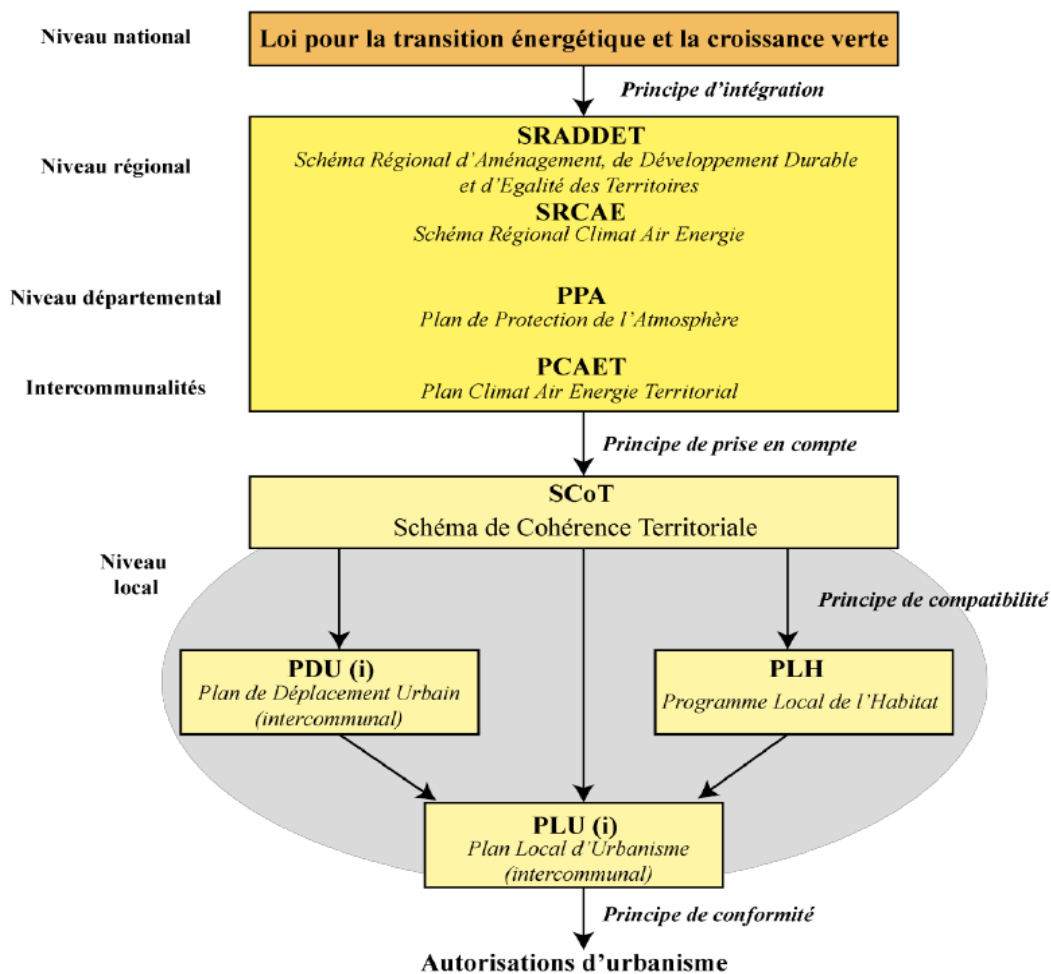 Niveau national
Loi pour la transition énergétique et la croissance verte
Principe d'intégration
Niveau régional
SRADDET
Schéma Régional d'Aménagement, de Développement Durable
et d'Egalité des Territoires
SRCAE
Schéma Régional Climat Air Energie
Niveau départemental
PPA
Plan de Protection de l'Atmosphère
Intercommunalités
PCAET
Plan Climat Air Energie Territorial
Principe de prise en compte
SCoT
Schéma de Cohérence Territoriale
Niveau
local
Principe de compatibilité
PDU (i)
Plan de Déplacement Urbain
(intercommunal)
PLH
Programme Local de l'Habitat
PLU (i)
Plan Local d'Urbanisme
(intercommunal)
Principe de conformité
Autorisations d'urbanisme